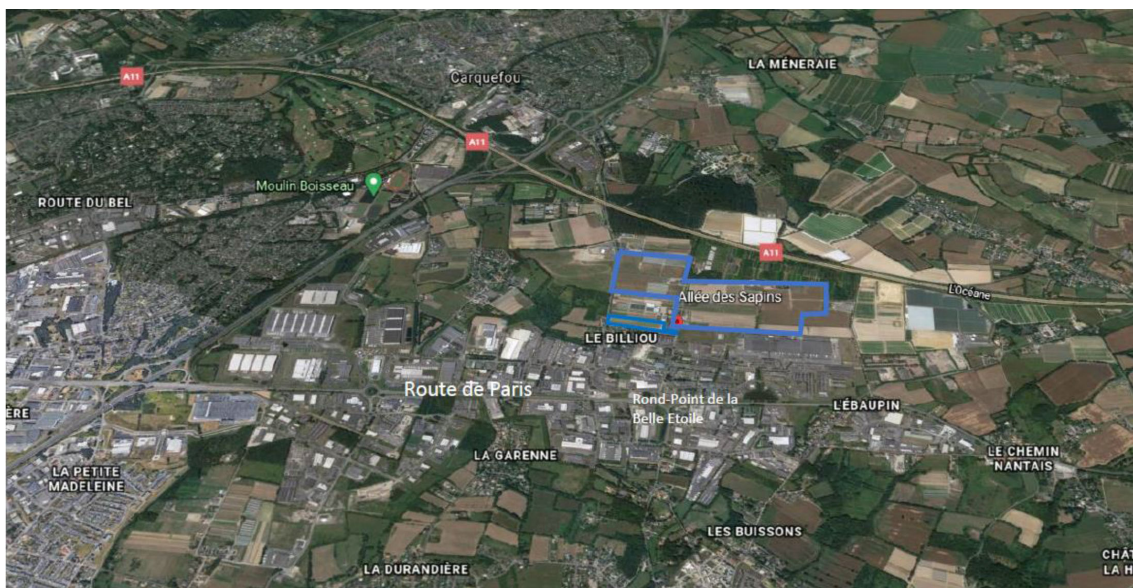 LA MÉNERAIE
A11
Carquefou
A11
Moulin Boisseau
ROUTE DU BEL
A11
L'Océane
Allée des Sapins
LE BILLIOU
Route de Paris
Rond-Point de la
Belle Etoile
LÉBAUPIN
ÈRE
LA GARENNE
LE CHEMIN
NANTAIS
LA PETITE
MADELEINE
LES BUISSONS
LA DURANDIÈRE
CHÂT
LA H